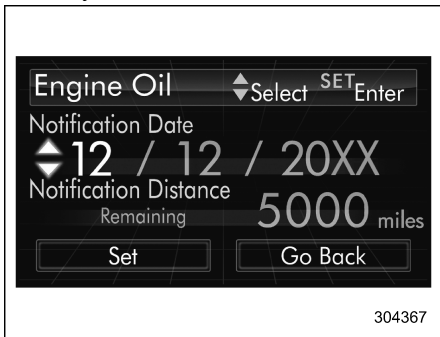 Engine Oil Select SET Enter
Notification Date
12 / 12 / 20XX
Notification Distance
Remaining 5000 miles
Set Go Back
304367